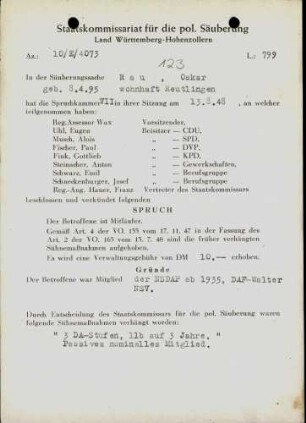 Staatskommissariat für die pol. Säuberung
Land Württemberg-Hohenzollern
Az.: 10/Z/4073 L.: 799
123
In der Säuberungssache Rau, Oskar
geb. 8.4.95 wohnhaft Reutlingen
hat die Spruchkammer VII in ihrer Sitzung am 13.8.48, an welcher
teilgenommen haben:
Reg.Assessor Wax Vorsitzender,
Uhl, Eugen Beisitzer — CDU,
Munch, Alois „ — SPD,
Fischer, Paul „ — DVP,
Fink, Gottlieb „ — KPD,
Steinacher, Anton „ — Gewerkschaften,
Schwarz, Emil „ — Berufsgruppe
Schneckenburger, Josef „ — Berufsgruppe
Reg.-Ang. Hauer, Franz Vertreter des Staatskommissars
beschlossen und verkündet folgenden
SPRUCH
Der Betroffene ist Mitläufer.
Gemäß Art. 4 der VO. 133 vom 17. 11. 47 in der Fassung des
Art. 2 der VO. 165 vom 13. 7. 48 sind die früher verhängten
Sühnemaßnahmen aufgehoben.
Es wird eine Verwaltungsgebühr von DM 10.-- erhoben.
Gründe
Der Betroffene war Mitglied der NSDAP ab 1935, DAF-Walter
NSV.
Durch Entscheidung des Staatskommissars für die pol. Säuberung waren
folgende Sühnemaßnahmen verhängt worden:
" 3 DA-Stufen, 11b auf 3 Jahre. "
Passives nominelles Mitglied.